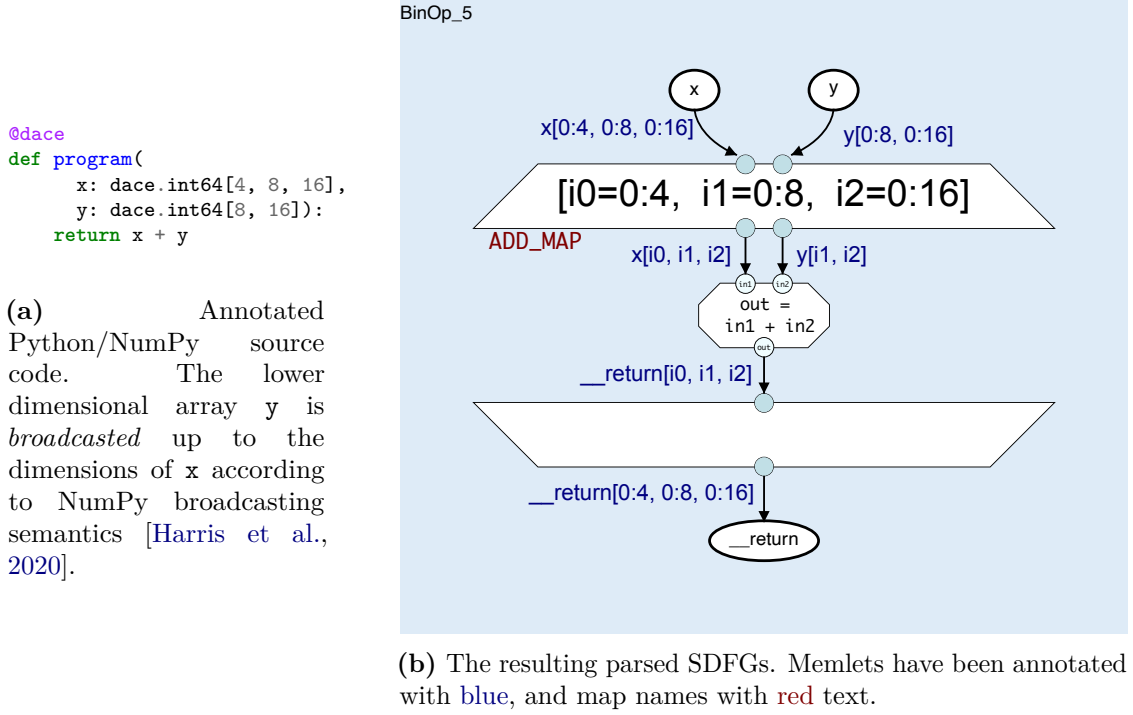 @dace
def program(
x: dace.int64[4, 8, 16],
y: dace.int64[8, 16]):
return x + y
(a) Annotated
Python/NumPy source
code. The lower
dimensional array y is
broadcasted up to the
dimensions of x according
to NumPy broadcasting
semantics [Harris et al.,
2020].
BinOp_5
x y
x[0:4, 0:8, 0:16] y[0:8, 0:16]
[i0=0:4, i1=0:8, i2=0:16]
ADD_MAP
x[i0, i1, i2] y[i1, i2]
in1 in2
out =
in1 + in2
out
__return[i0, i1, i2]
__return[0:4, 0:8, 0:16]
__return
(b) The resulting parsed SDFGs. Memlets have been annotated
with blue, and map names with red text.